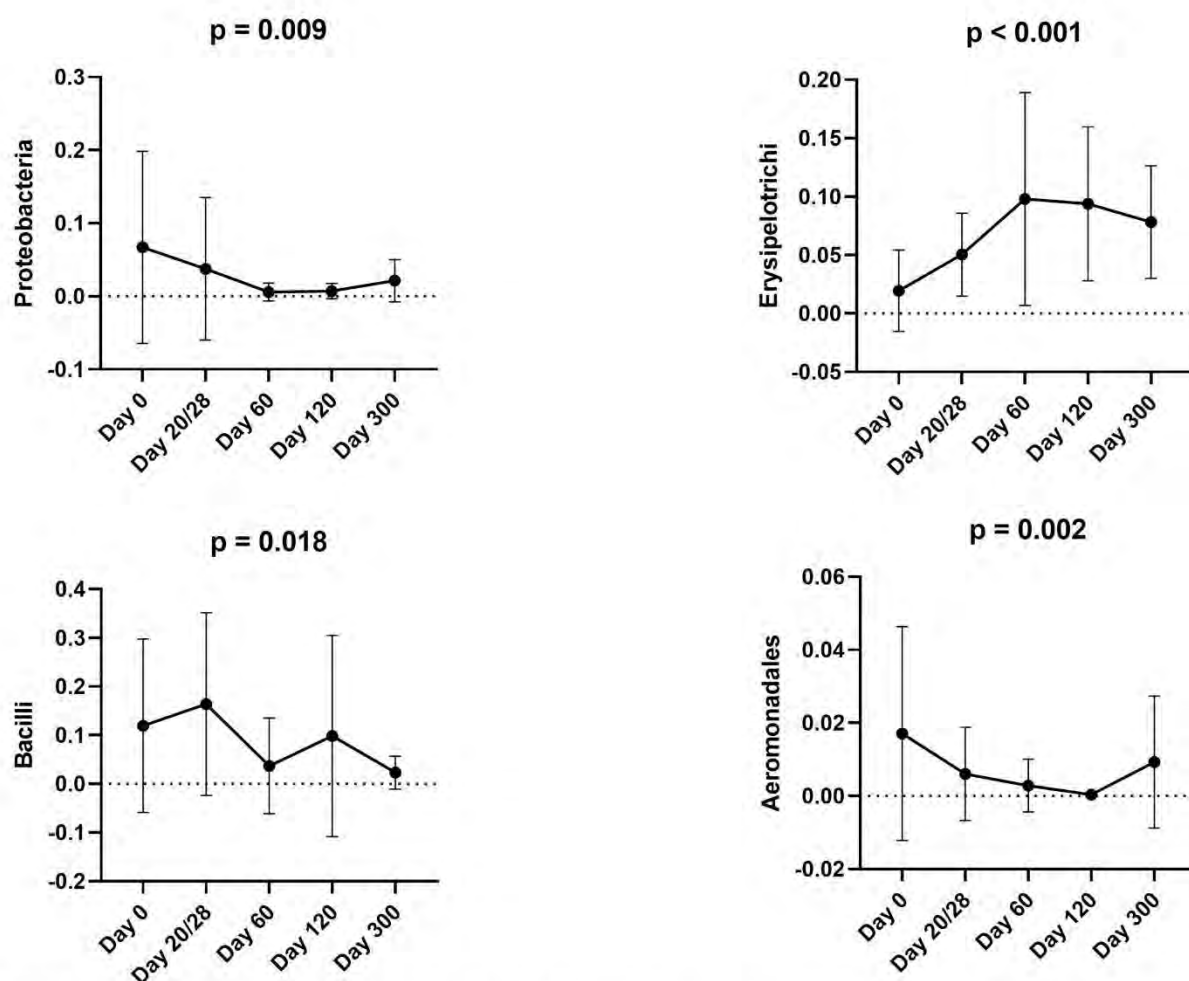 p = 0.009
0.3
0.2
0.1
0.0
-0.1
Proteobacteria
Day 0
Day 20/28
Day 60
Day 120
Day 300
p < 0.001
0.20
0.15
0.10
0.05
0.00
-0.05
Erysipelotrichi
Day 0
Day 20/28
Day 60
Day 120
Day 300
p = 0.018
0.4
0.3
0.2
0.1
0.0
-0.1
-0.2
Bacilli
Day 0
Day 20/28
Day 60
Day 120
Day 300
p = 0.002
0.06
0.04
0.02
0.00
-0.02
Aeromonadales
Day 0
Day 20/28
Day 60
Day 120
Day 300